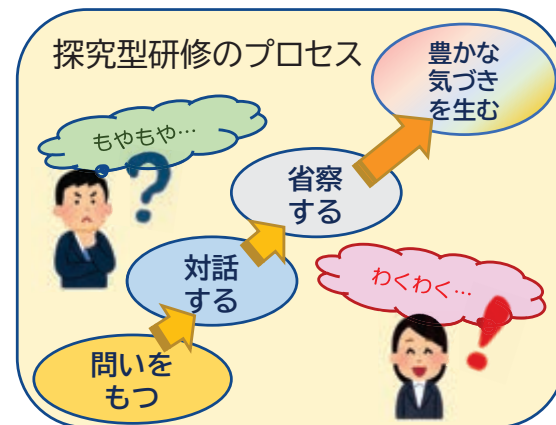 探究型研修のプロセス
豊かな
気づき
を生む
もやもや…
?
省察
する
対話
する
わくわく…
!
問いを
もつ